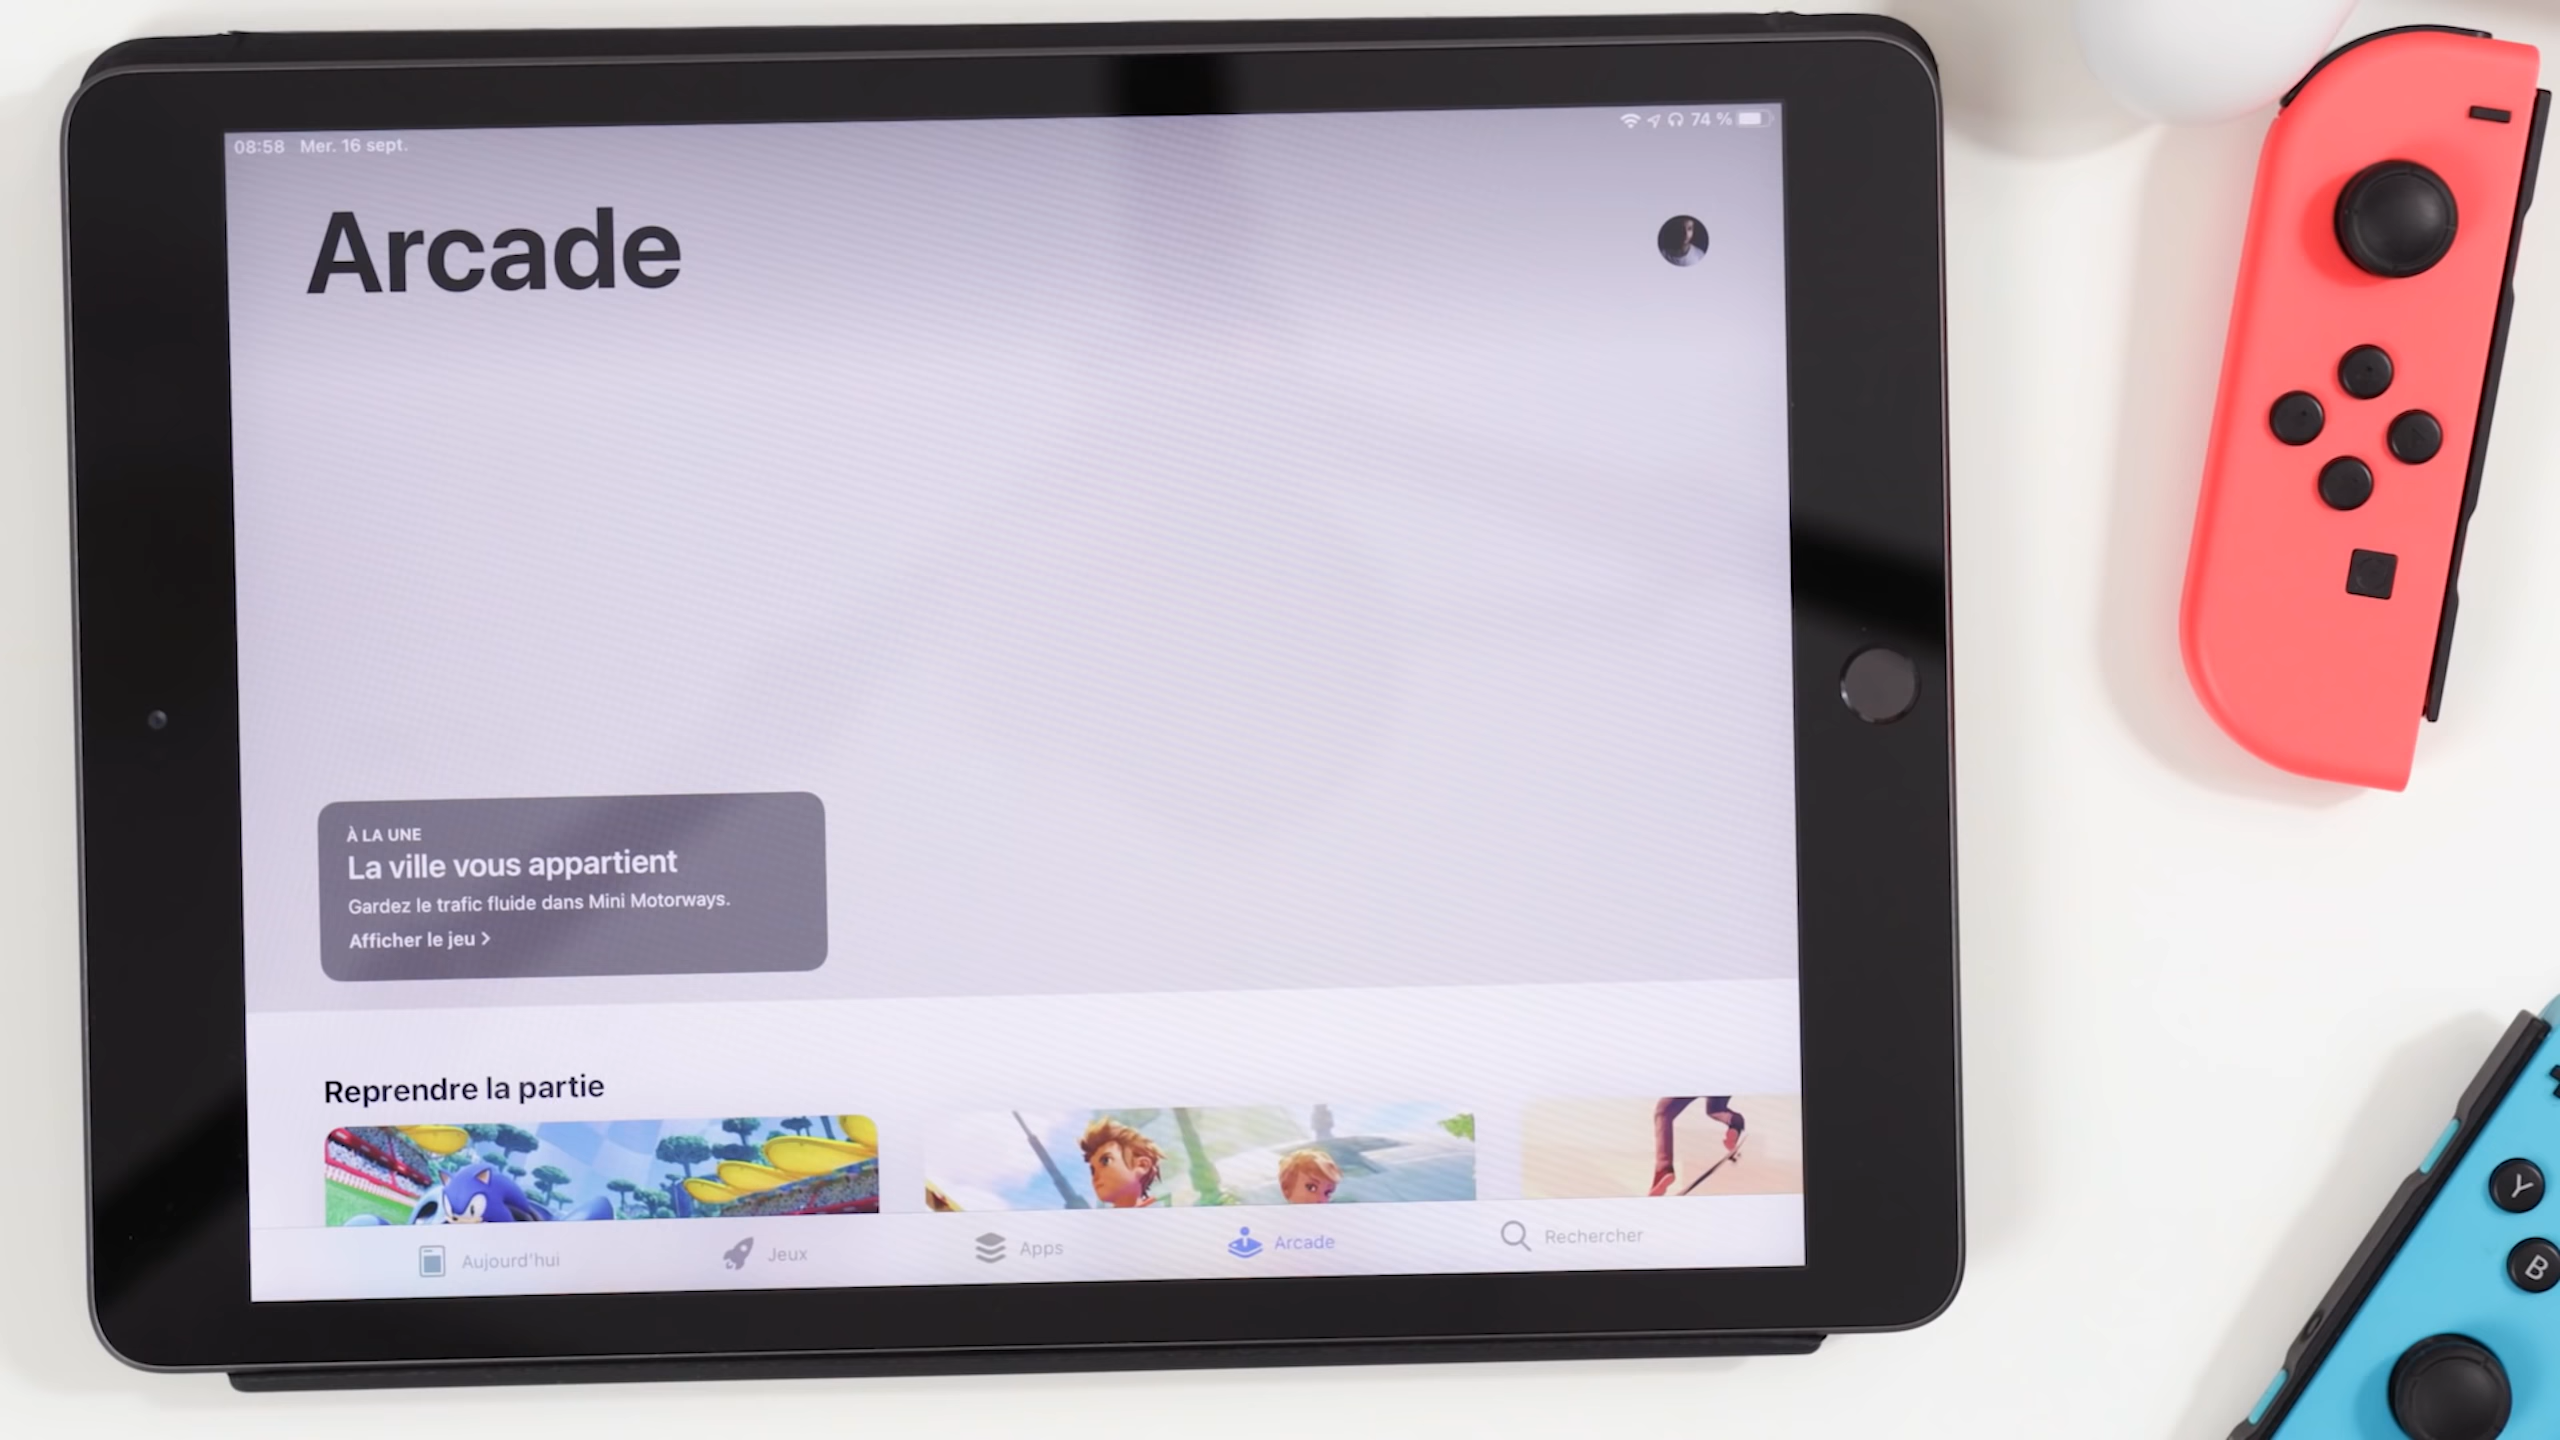 08:58 Mer. 16 sept.
74 %
Arcade
À LA UNE
La ville vous appartient
Gardez le trafic fluide dans Mini Motorways.
Afficher le jeu >
Reprendre la partie
Aujourd'hui
Jeux
Apps
Arcade
Rechercher
Y
B